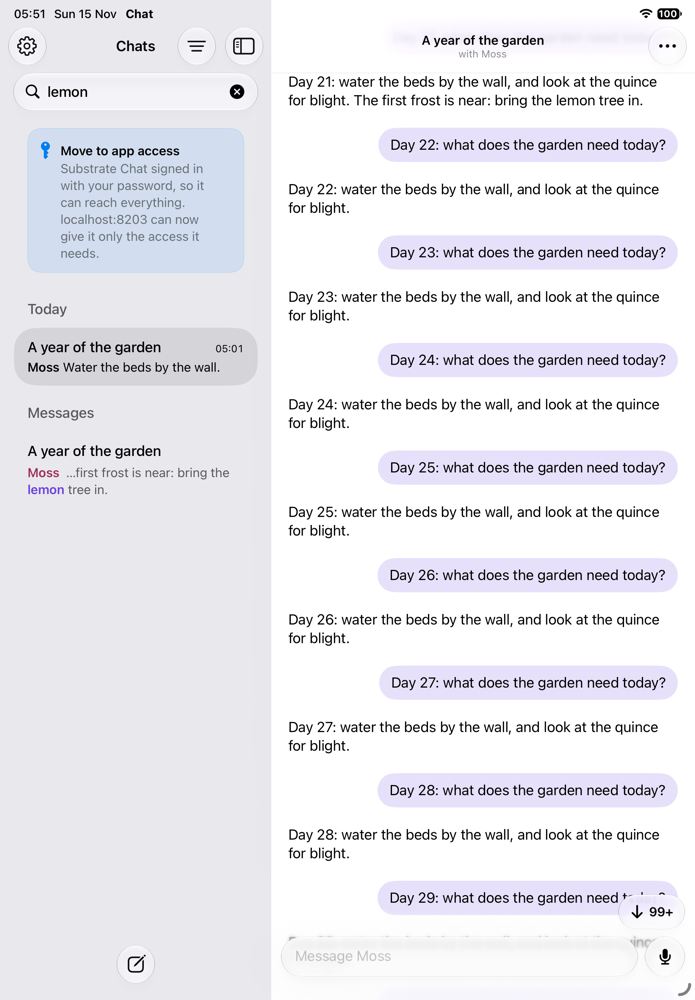 05:51 Sun 15 Nov Chat
100
Chats
lemon
Move to app access
Substrate Chat signed in
with your password, so it
can reach everything.
localhost:8203 can now
give it only the access it
needs.
Today
A year of the garden 05:01
Moss Water the beds by the wall.
Messages
A year of the garden
Moss ...first frost is near: bring the
lemon tree in.
A year of the garden
with Moss
Day 21: water the beds by the wall, and look at the quince
for blight. The first frost is near: bring the lemon tree in.
Day 22: what does the garden need today?
Day 22: water the beds by the wall, and look at the quince
for blight.
Day 23: what does the garden need today?
Day 23: water the beds by the wall, and look at the quince
for blight.
Day 24: what does the garden need today?
Day 24: water the beds by the wall, and look at the quince
for blight.
Day 25: what does the garden need today?
Day 25: water the beds by the wall, and look at the quince
for blight.
Day 26: what does the garden need today?
Day 26: water the beds by the wall, and look at the quince
for blight.
Day 27: what does the garden need today?
Day 27: water the beds by the wall, and look at the quince
for blight.
Day 28: what does the garden need today?
Day 28: water the beds by the wall, and look at the quince
for blight.
Day 29: what does the garden need
99+
Message Moss